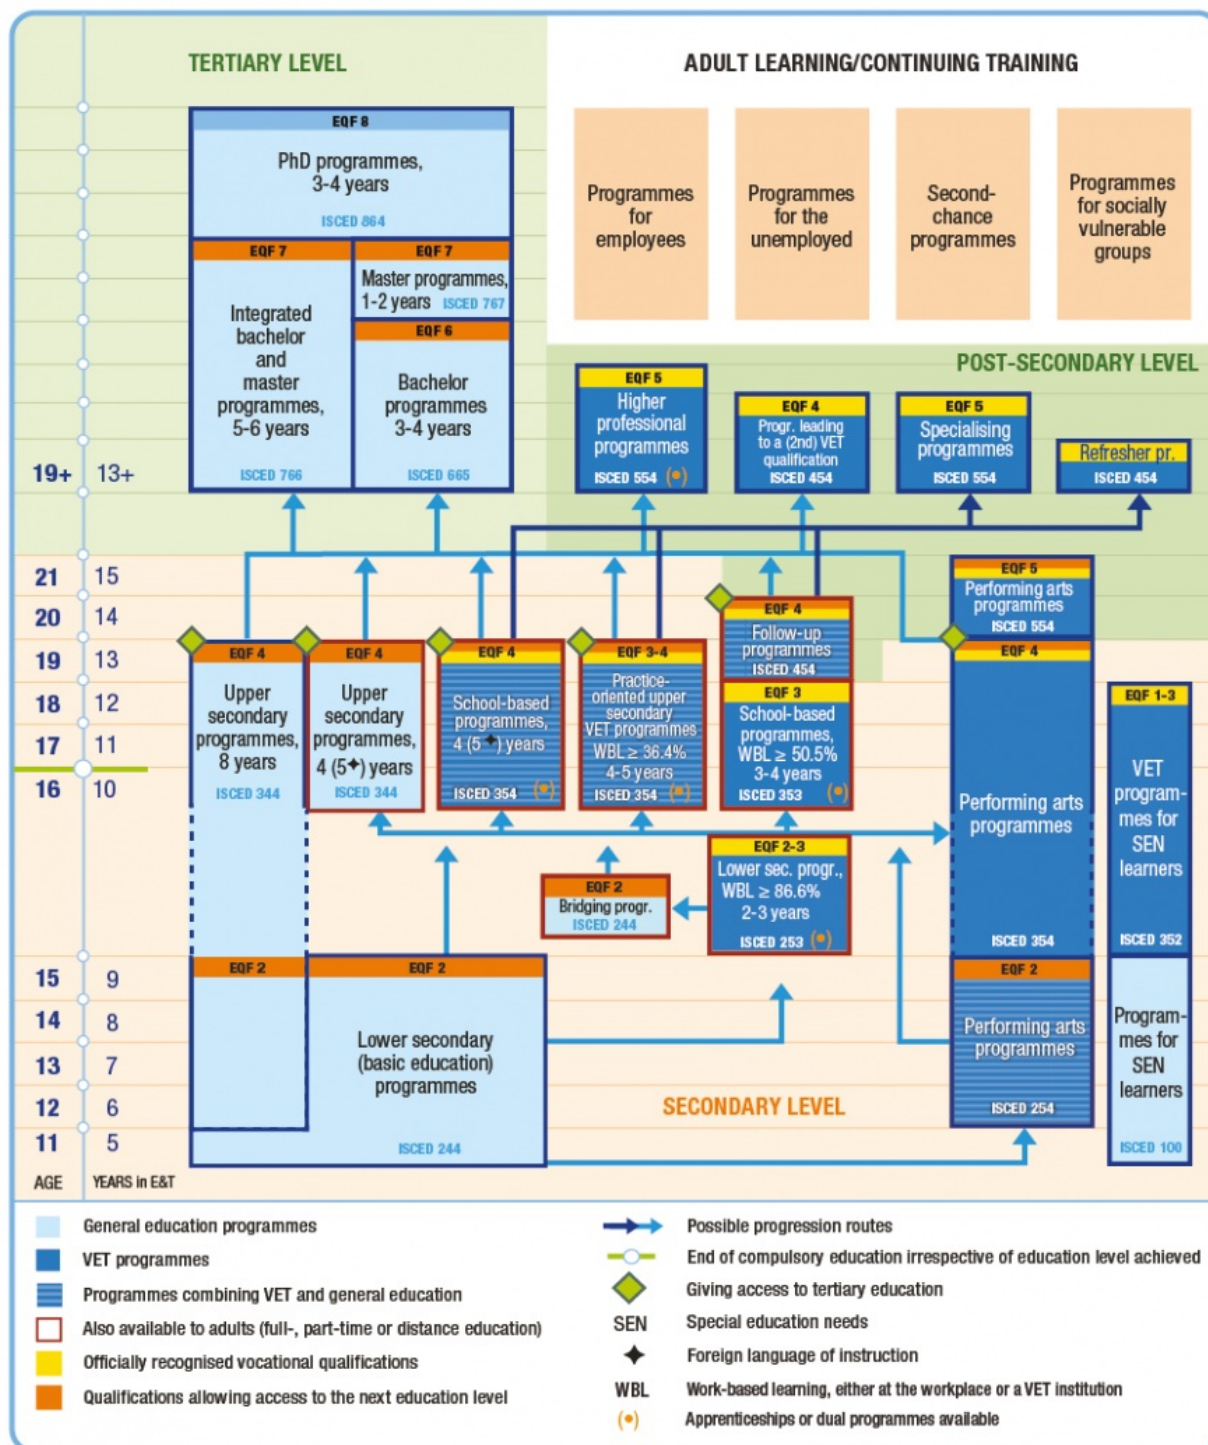 TERTIARY LEVEL
ADULT LEARNING/CONTINUING TRAINING
EQF 8
PhD programmes,
3-4 years
ISCED 864
Programmes
for
employees
Programmes
for the
unemployed
Second-
chance
programmes
Programmes
for socially
vulnerable
groups
EQF 7
Integrated
bachelor
and
master
programmes,
5-6 years
ISCED 766
EQF 7
Master programmes,
1-2 years ISCED 767
EQF 6
Bachelor
programmes
3-4 years
ISCED 665
POST-SECONDARY LEVEL
EQF 5
Higher
professional
programmes
ISCED 554 (•)
EQF 4
Progr. leading
to a (2nd) VET
qualification
ISCED 454
EQF 5
Specialising
programmes
ISCED 554
Refresher pr.
ISCED 454
19+ 13+
21 15
20 14
19 13
18 12
17 11
16 10
15 9
14 8
13 7
12 6
11 5
AGE YEARS in E&T
EQF 4
Upper
secondary
programmes,
8 years
ISCED 344
EQF 4
Upper
secondary
programmes,
4 (5✦) years
ISCED 344
EQF 4
School-based
programmes,
4 (5✦) years
ISCED 354 (•)
EQF 3-4
Practice-
oriented upper
secondary
VET programmes
WBL ≥ 36.4%
4-5 years
ISCED 354 (•)
EQF 4
Follow-up
programmes
ISCED 454
EQF 3
School-based
programmes,
WBL ≥ 50.5%
3-4 years
ISCED 353 (•)
EQF 5
Performing arts
programmes
ISCED 554
EQF 4
Performing arts
programmes
ISCED 354
EQF 1-3
VET
program-
mes for
SEN
learners
ISCED 352
EQF 2-3
Lower sec. progr.,
WBL ≥ 86.6%
2-3 years
ISCED 253 (•)
EQF 2
Bridging progr.
ISCED 244
EQF 2
EQF 2
Lower secondary
(basic education)
programmes
ISCED 244
EQF 2
Performing arts
programmes
ISCED 254
Program-
mes for
SEN
learners
ISCED 100
SECONDARY LEVEL
General education programmes
VET programmes
Programmes combining VET and general education
Also available to adults (full-, part-time or distance education)
Officially recognised vocational qualifications
Qualifications allowing access to the next education level
Possible progression routes
End of compulsory education irrespective of education level achieved
Giving access to tertiary education
SEN Special education needs
✦ Foreign language of instruction
WBL Work-based learning, either at the workplace or a VET institution
(•) Apprenticeships or dual programmes available